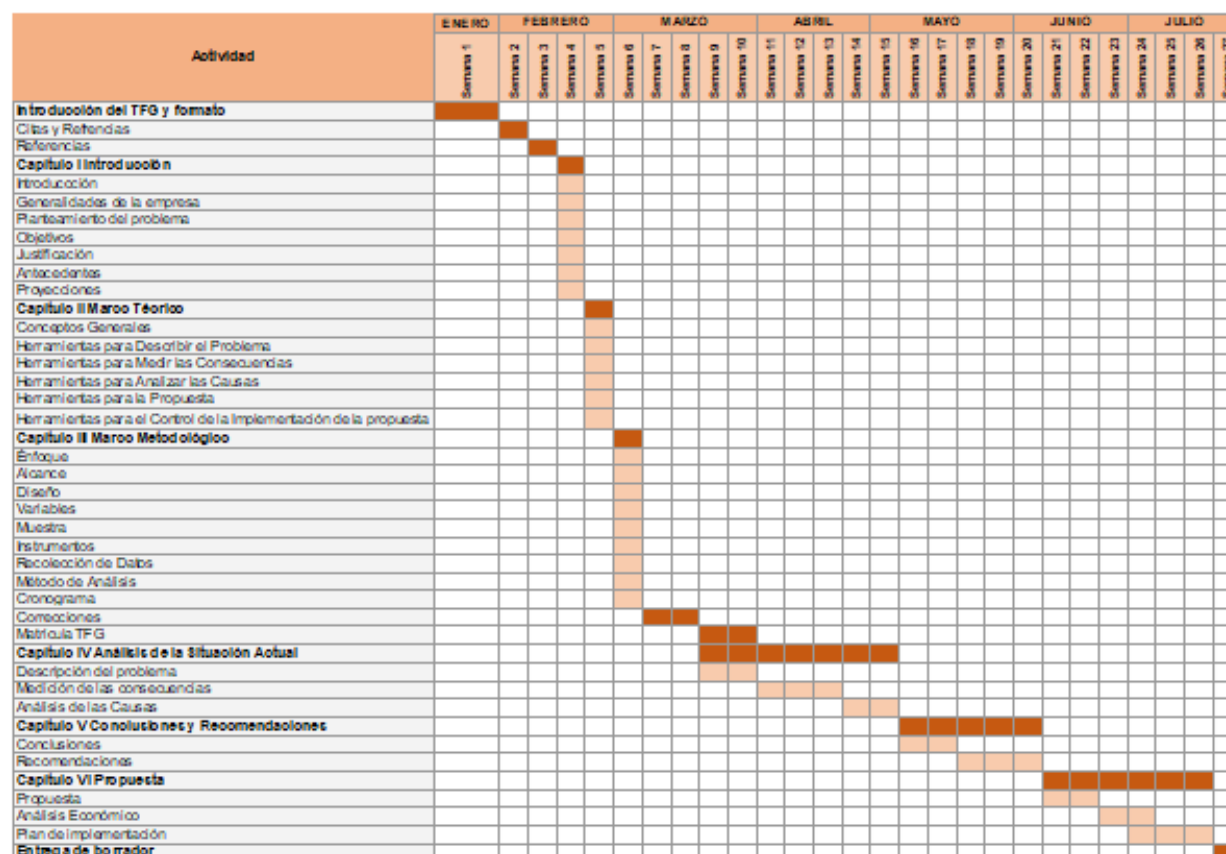 ENERO FEBRERO MARZO ABRIL MAYO JUNIO JULIO
Actividad
Semana 1 Semana 2 Semana 3 Semana 4 Semana 5 Semana 6 Semana 7 Semana 8 Semana 9 Semana 10 Semana 11 Semana 12 Semana 13 Semana 14 Semana 15 Semana 16 Semana 17 Semana 18 Semana 19 Semana 20 Semana 21 Semana 22 Semana 23 Semana 24 Semana 25 Semana 26
Introducción del TFG y formato
Citas y Refrencias
Referencias
Capítulo I Introducción
Introducción
Generalidades de la empresa
Planteamiento del problema
Objetivos
Justificación
Antecedentes
Proyecciones
Capítulo II Marco Téorico
Conceptos Generales
Herramientas para Describir el Problema
Herramientas para Medir las Consecuencias
Herramientas para Analizar las Causas
Herramientas para la Propuesta
Herramientas para el Control de la Implementación de la propuesta
Capítulo III Marco Metodológico
Énfoque
Alcance
Diseño
Variables
Muestra
Instrumentos
Recolección de Datos
Método de Análisis
Cronograma
Correcciones
Matrícula TFG
Capítulo IV Análisis de la Situación Actual
Descripción del problema
Medición de las consecuencias
Análisis de las Causas
Capítulo V Conclusiones y Recomendaciones
Conclusiones
Recomendaciones
Capítulo VI Propuesta
Propuesta
Análisis Económico
Plan de implementación
Entrega de borrador